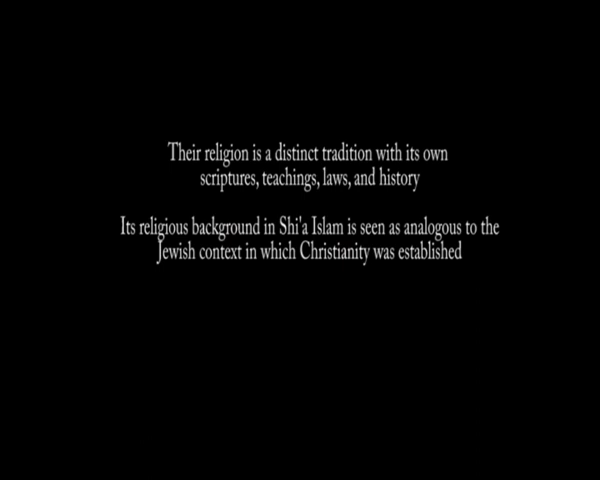 Their religion is a distinct tradition with its own
scriptures, teachings, laws, and history
Its religious background in Shi'a Islam is seen as analogous to the
Jewish context in which Christianity was established